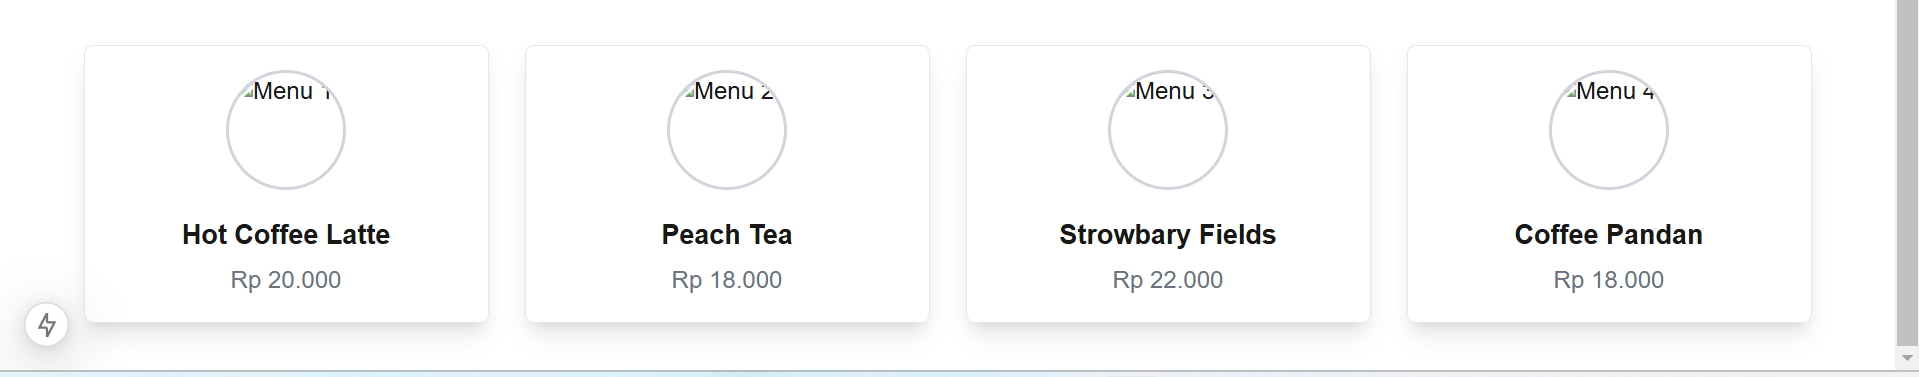 Menu 1
Menu 2
Menu 3
Menu 4
Hot Coffee Latte
Peach Tea
Strowbary Fields
Coffee Pandan
Rp 20.000
Rp 18.000
Rp 22.000
Rp 18.000